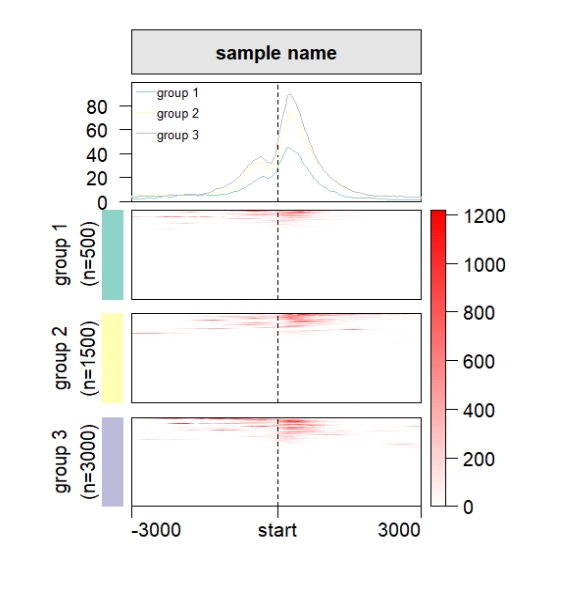 sample name
group 1
group 2
group 3
80
60
40
20
0
group 1
(n=500)
group 2
(n=1500)
group 3
(n=3000)
1200
1000
800
600
400
200
0
-3000 start 3000